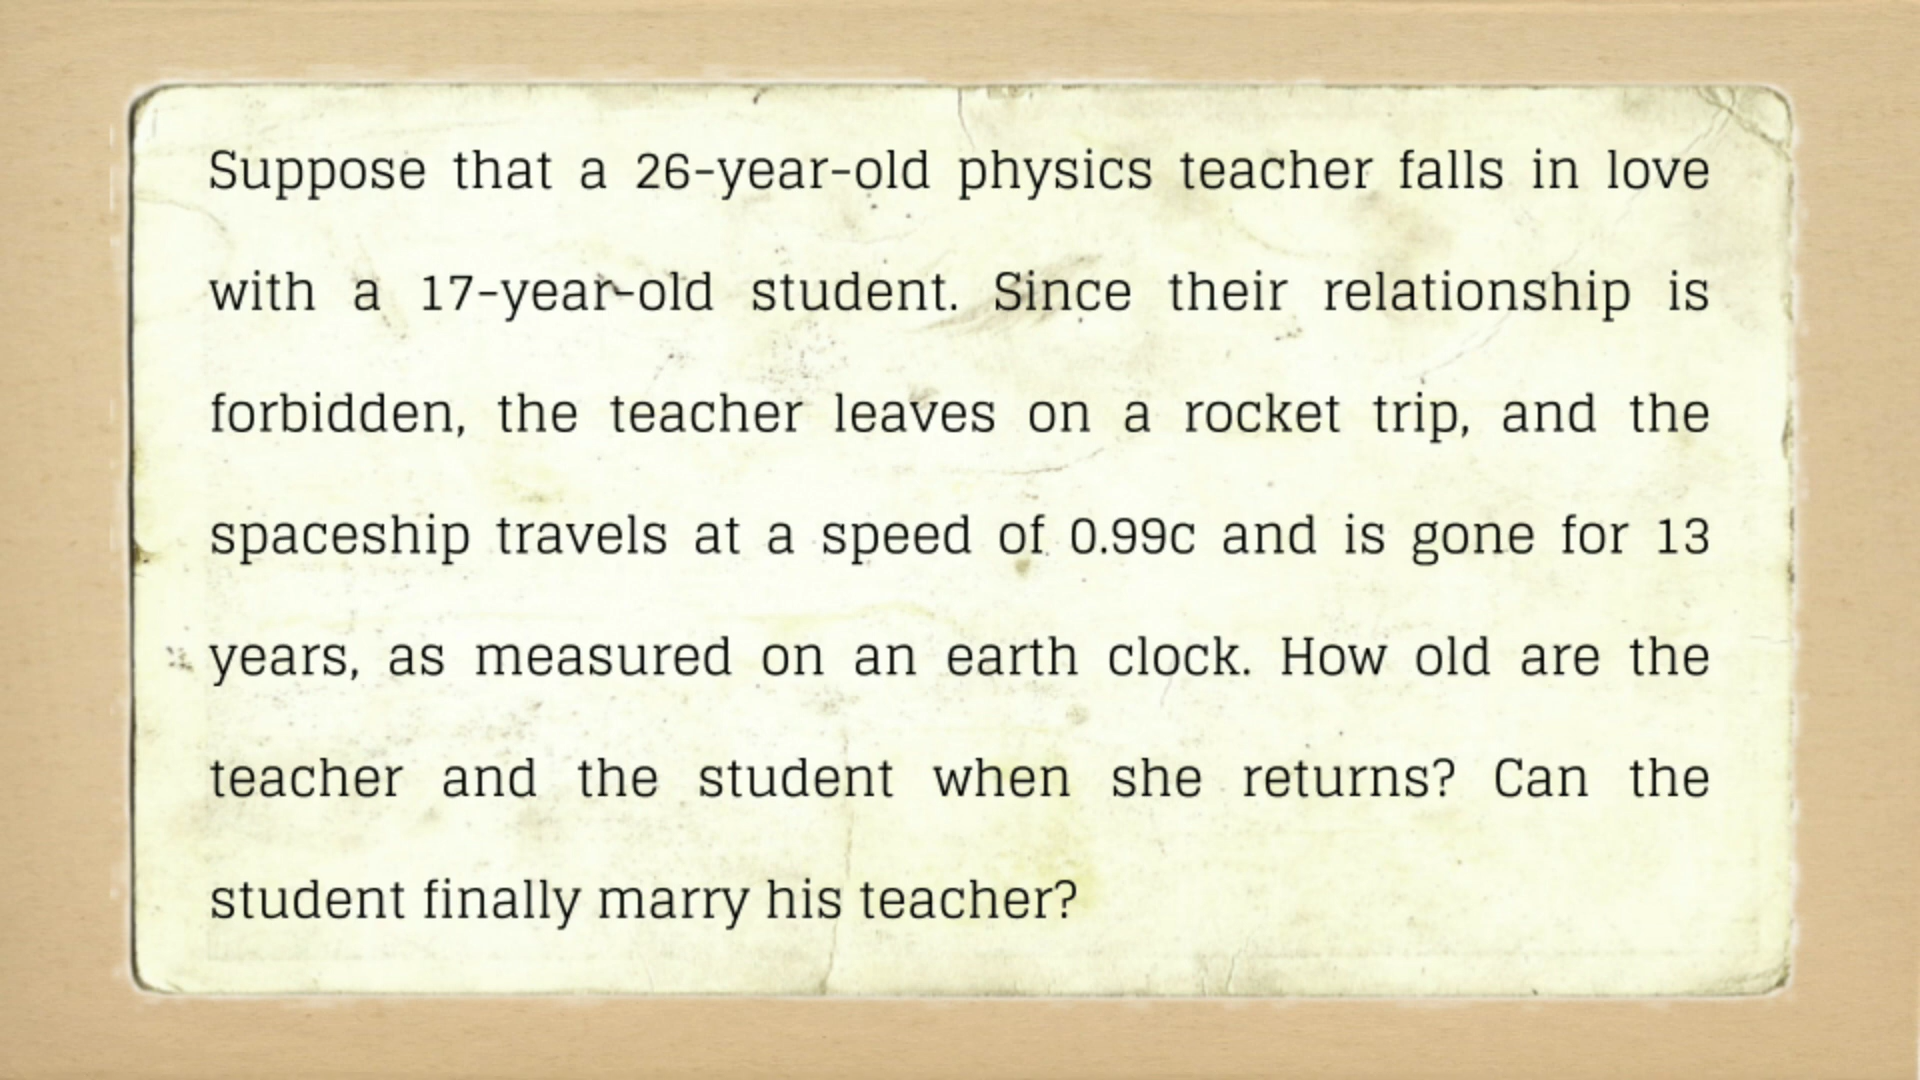 Suppose that a 26-year-old physics teacher falls in love
with a 17-year-old student. Since their relationship is
forbidden, the teacher leaves on a rocket trip, and the
spaceship travels at a speed of 0.99c and is gone for 13
years, as measured on an earth clock. How old are the
teacher and the student when she returns? Can the
student finally marry his teacher?